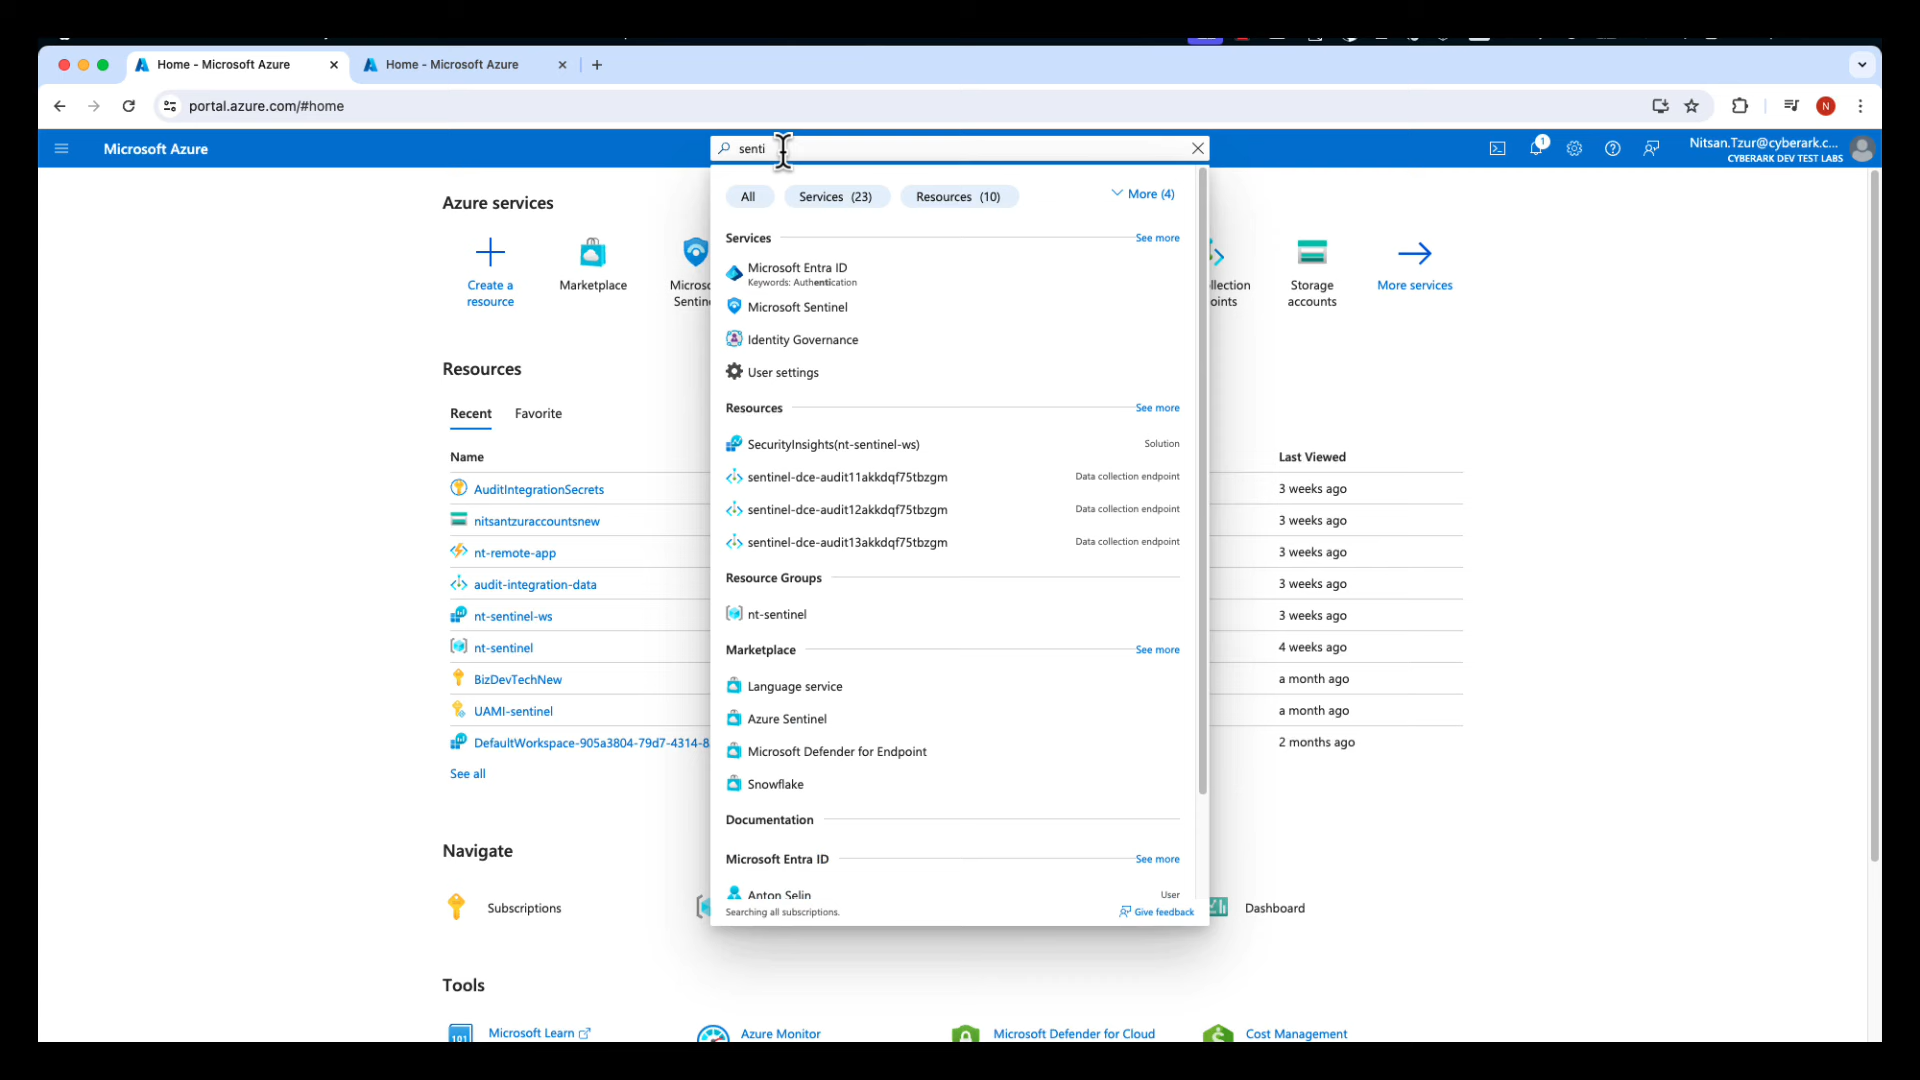 Home - Microsoft Azure
Home - Microsoft Azure
portal.azure.com/#home
N
Microsoft Azure
senti
1
Nitsan.Tzur@cyberark.c...
CYBERARK DEV TEST LABS
Azure services
Create a
resource
Marketplace
Storage
accounts
More services
All
Services (23)
Resources (10)
More (4)
Services
See more
Microsoft Entra ID
Keywords: Authentication
Microsoft Sentinel
Identity Governance
User settings
Resources
See more
SecurityInsights(nt-sentinel-ws)
Solution
sentinel-dce-audit11akkdqf75tbzgm
Data collection endpoint
sentinel-dce-audit12akkdqf75tbzgm
Data collection endpoint
sentinel-dce-audit13akkdqf75tbzgm
Data collection endpoint
Resource Groups
nt-sentinel
Marketplace
See more
Language service
Azure Sentinel
Microsoft Defender for Endpoint
Snowflake
Documentation
Microsoft Entra ID
See more
Anton Selin
User
Searching all subscriptions.
Give feedback
Resources
Recent
Favorite
Name
Last Viewed
AuditIntegrationSecrets
3 weeks ago
nitsantzuraccountsnew
3 weeks ago
nt-remote-app
3 weeks ago
audit-integration-data
3 weeks ago
nt-sentinel-ws
3 weeks ago
nt-sentinel
4 weeks ago
BizDevTechNew
a month ago
UAMI-sentinel
a month ago
DefaultWorkspace-905a3804-79d7-4314-8
2 months ago
See all
Navigate
Subscriptions
Dashboard
Tools
Microsoft Learn
Azure Monitor
Microsoft Defender for Cloud
Cost Management